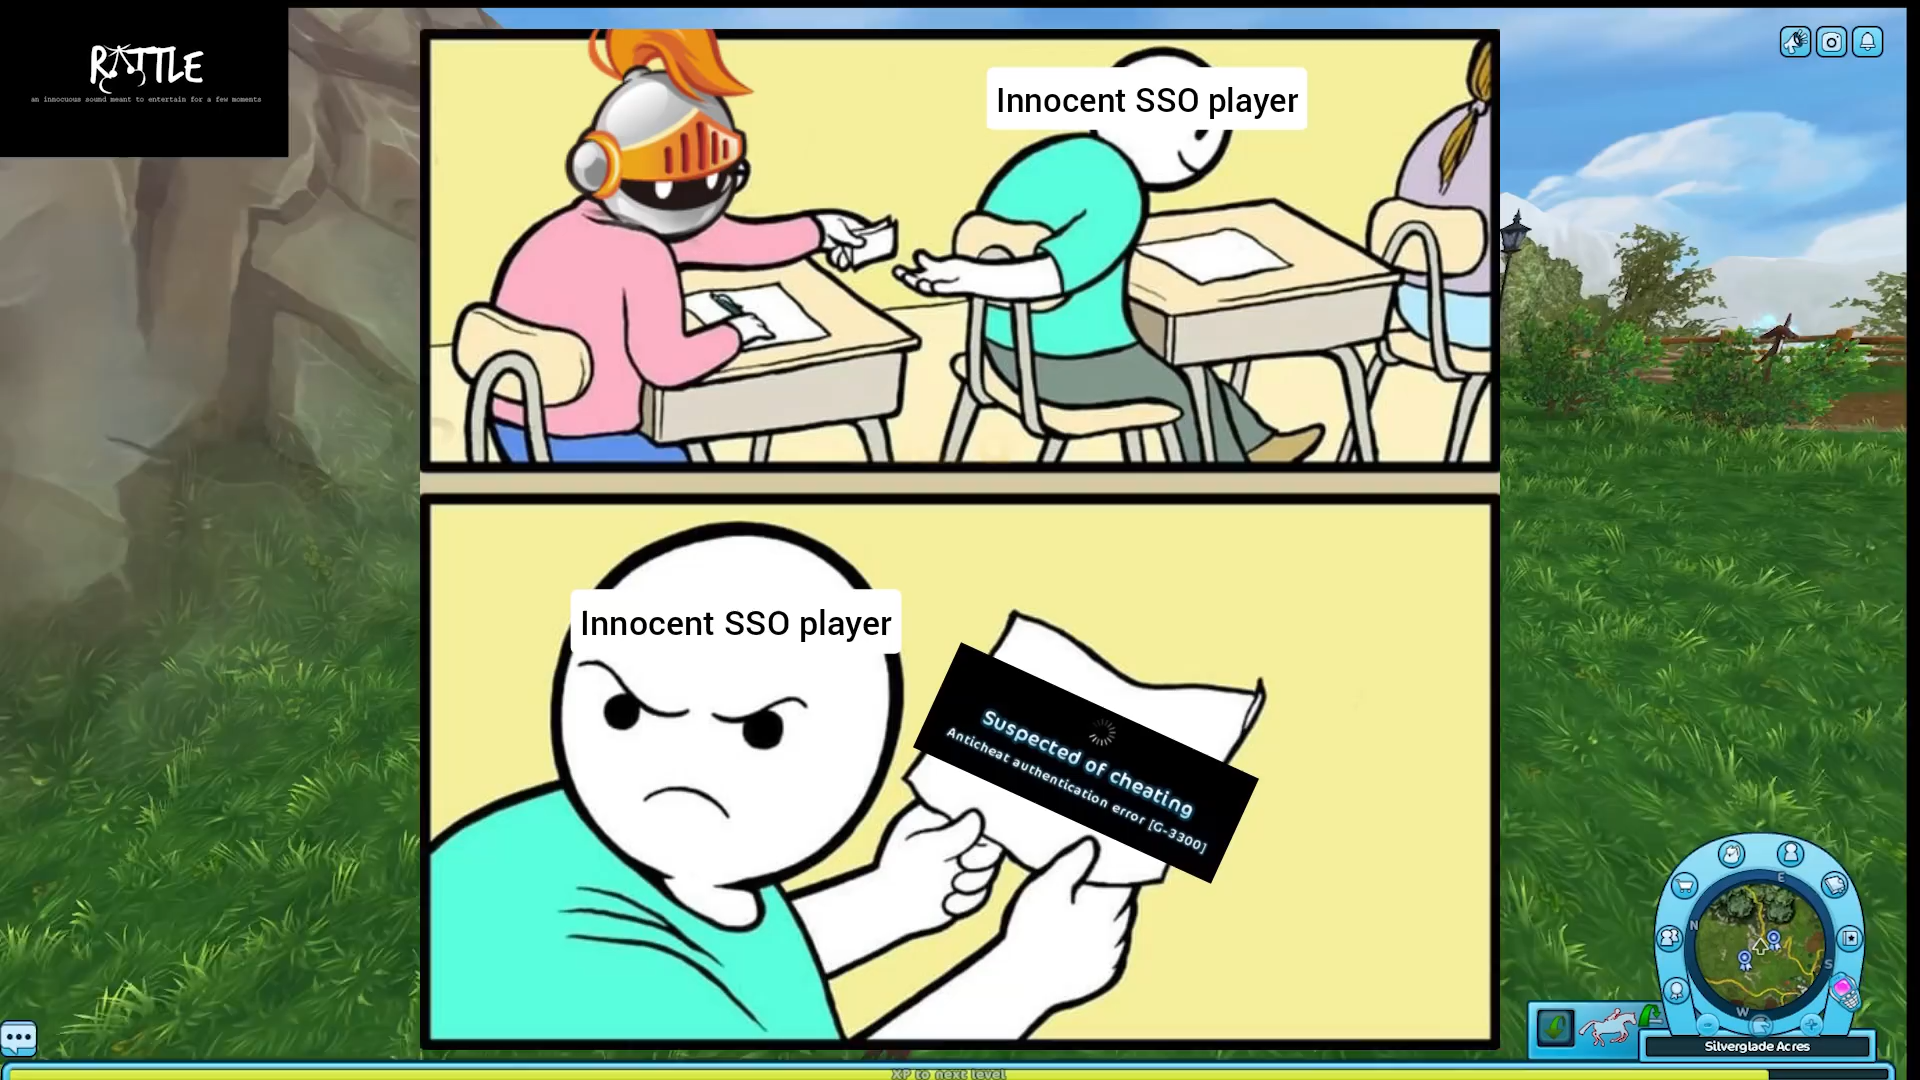 RATTLE
an innocuous sound meant to entertain for a few moments
Innocent SSO player
Innocent SSO player
Suspected of cheating
Anticheat authentication error [G-3300]
E
N
S
W
Silverglade Acres
XP to next level